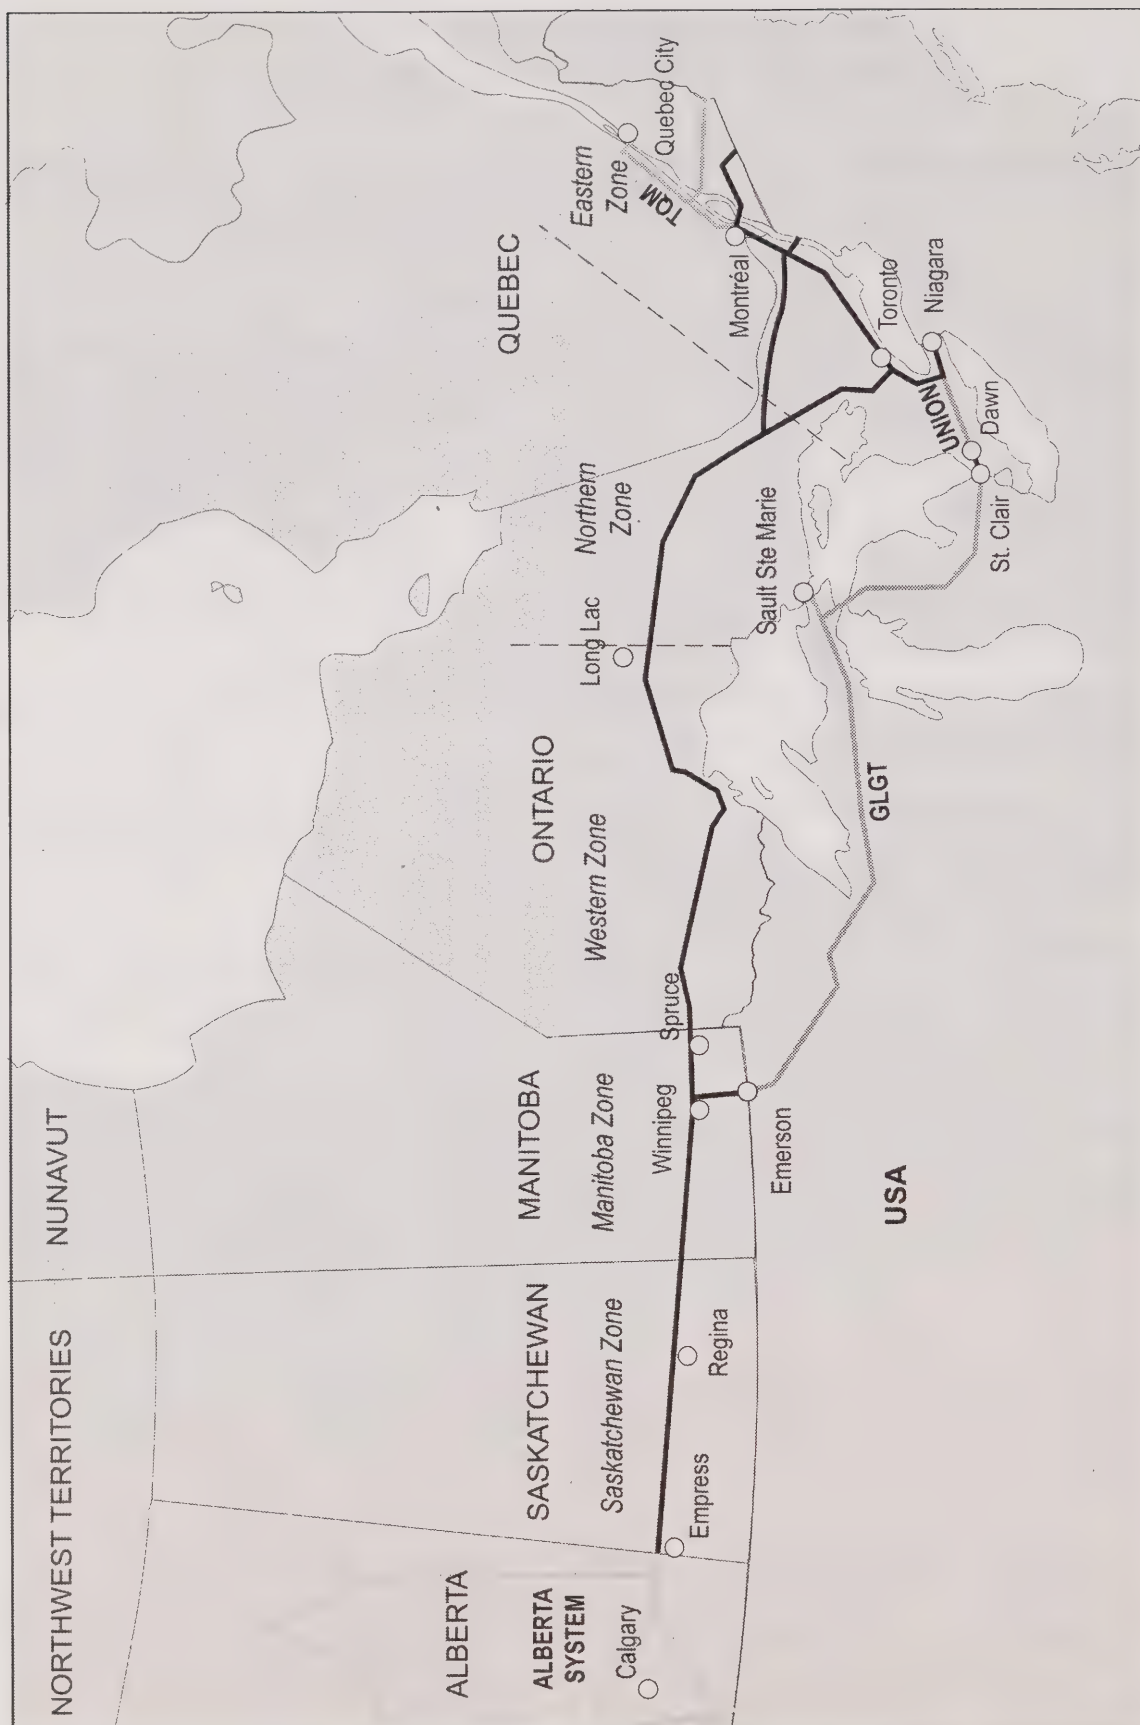 NORTHWEST TERRITORIES
NUNAVUT
ALBERTA
ALBERTA
SYSTEM
Calgary
SASKATCHEWAN
Saskatchewan Zone
Empress
Regina
MANITOBA
Manitoba Zone
Winnipeg
Spruce
Emerson
USA
ONTARIO
Western Zone
Long Lac
Northern
Zone
Sault Ste Marie
GLGT
QUEBEC
Eastern
Zone
TQM
Quebec City
Montréal
Toronto
Niagara
UNION
Dawn
St. Clair